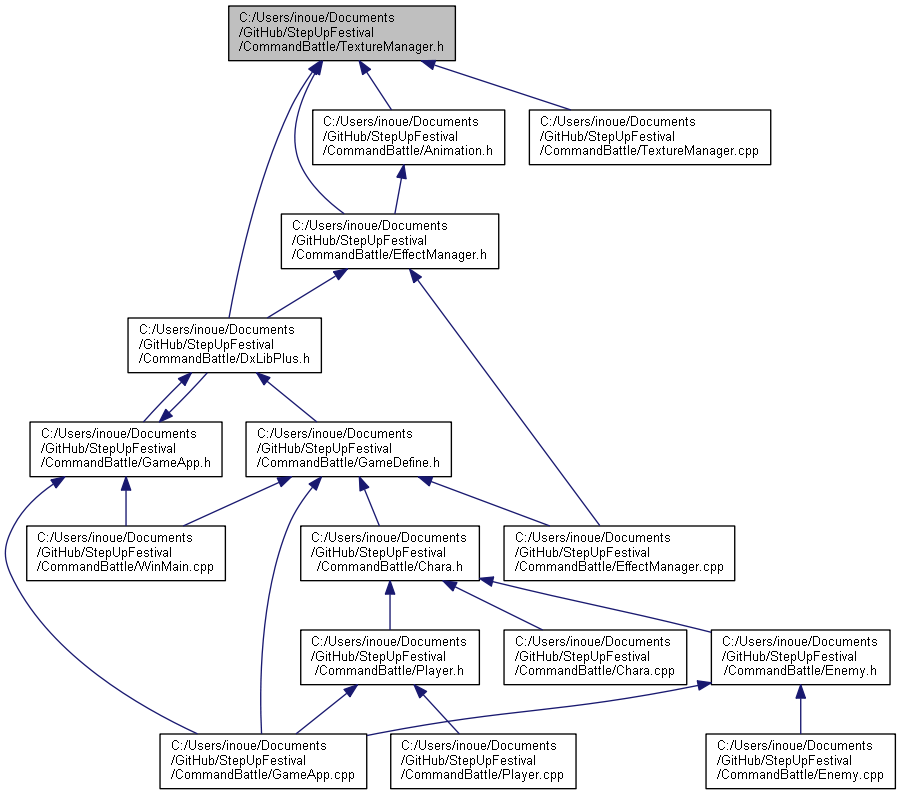 C:/Users/inoue/Documents
/GitHub/StepUpFestival
/CommandBattle/TextureManager.h
C:/Users/inoue/Documents
/GitHub/StepUpFestival
/CommandBattle/Animation.h
C:/Users/inoue/Documents
/GitHub/StepUpFestival
/CommandBattle/TextureManager.cpp
C:/Users/inoue/Documents
/GitHub/StepUpFestival
/CommandBattle/EffectManager.h
C:/Users/inoue/Documents
/GitHub/StepUpFestival
/CommandBattle/DxLibPlus.h
C:/Users/inoue/Documents
/GitHub/StepUpFestival
/CommandBattle/GameApp.h
C:/Users/inoue/Documents
/GitHub/StepUpFestival
/CommandBattle/GameDefine.h
C:/Users/inoue/Documents
/GitHub/StepUpFestival
/CommandBattle/WinMain.cpp
C:/Users/inoue/Documents
/GitHub/StepUpFestival
/CommandBattle/Chara.h
C:/Users/inoue/Documents
/GitHub/StepUpFestival
/CommandBattle/EffectManager.cpp
C:/Users/inoue/Documents
/GitHub/StepUpFestival
/CommandBattle/Player.h
C:/Users/inoue/Documents
/GitHub/StepUpFestival
/CommandBattle/Chara.cpp
C:/Users/inoue/Documents
/GitHub/StepUpFestival
/CommandBattle/Enemy.h
C:/Users/inoue/Documents
/GitHub/StepUpFestival
/CommandBattle/GameApp.cpp
C:/Users/inoue/Documents
/GitHub/StepUpFestival
/CommandBattle/Player.cpp
C:/Users/inoue/Documents
/GitHub/StepUpFestival
/CommandBattle/Enemy.cpp